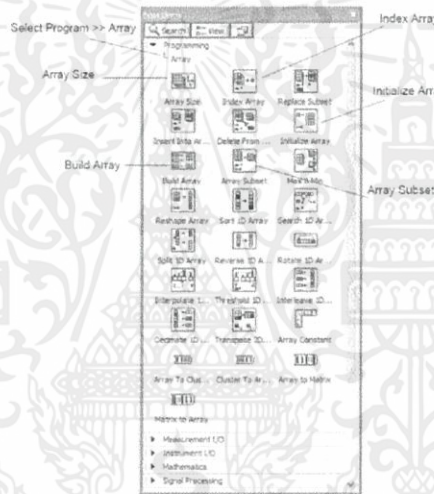 Select Program >> Array
Index Array
Search View
Programming
Array
Array Size
Initialize Arr
Array Size Index Array Replace Subset
Insert Into Ar... Delete From ... Initialize Array
Build Array
Build Array Array Subset Max & Min
Array Subset
Reshape Array Sort 1D Array Search 1D Ar...
Split 1D Array Reverse 1D A... Rotate 1D Ar...
Interpolate 1... Threshold 1D... Interleave 1D...
Decimate 1D... Transpose 2D... Array Constant
Array To Clus... Cluster To Ar... Array to Matrix
Matrix to Array
Measurement I/O
Instrument I/O
Mathematics
Signal Processing